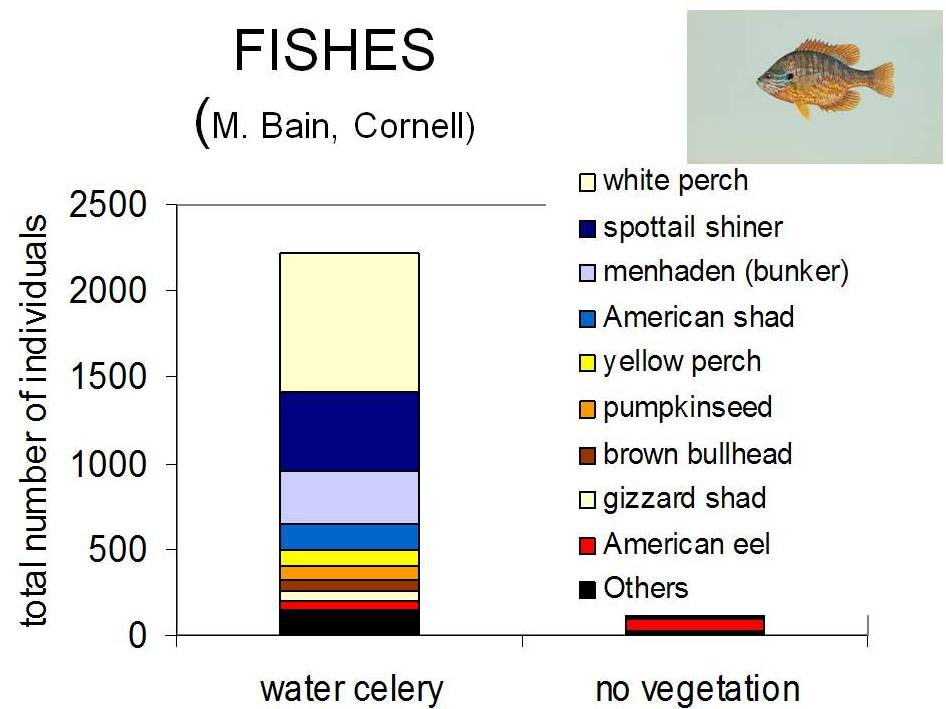 FISHES
(M. Bain, Cornell)
total number of individuals
2500
2000
1500
1000
500
0
water celery
no vegetation
white perch
spottail shiner
menhaden (bunker)
American shad
yellow perch
pumpkinseed
brown bullhead
gizzard shad
American eel
Others